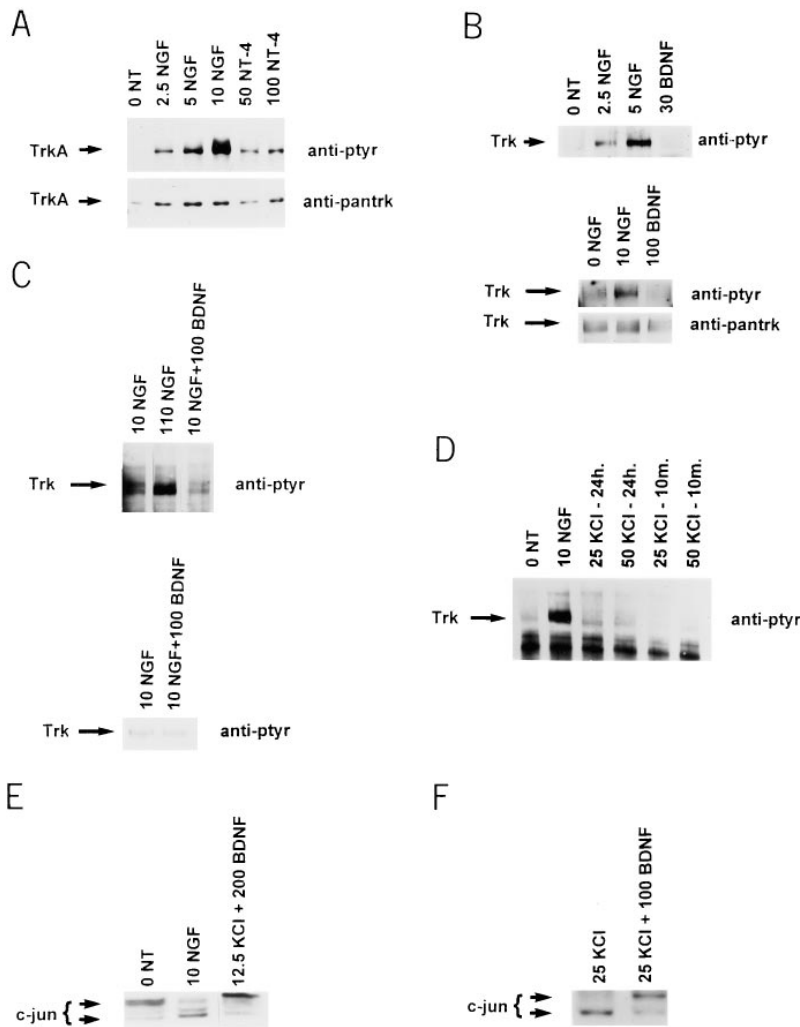 A
0 NT
2.5 NGF
5 NGF
10 NGF
50 NT-4
100 NT-4
TrkA
anti-ptyr
TrkA
anti-pantrk
B
0 NT
2.5 NGF
5 NGF
30 BDNF
Trk
anti-ptyr
0 NGF
10 NGF
100 BDNF
Trk
anti-ptyr
Trk
anti-pantrk
C
10 NGF
110 NGF
10 NGF+100 BDNF
Trk
anti-ptyr
10 NGF
10 NGF+100 BDNF
Trk
anti-ptyr
D
0 NT
10 NGF
25 KCl - 24h.
50 KCl - 24h.
25 KCl - 10m.
50 KCl - 10m.
Trk
anti-ptyr
E
0 NT
10 NGF
12.5 KCl + 200 BDNF
c-jun {
F
25 KCl
25 KCl + 100 BDNF
c-jun {